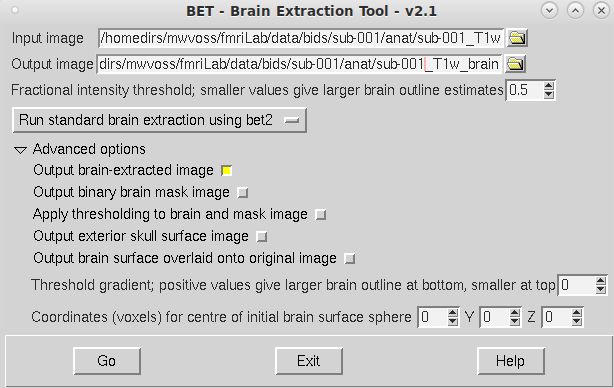 BET - Brain Extraction Tool - v2.1
Input image /homedirs/mwvoss/fmriLab/data/bids/sub-001/anat/sub-001_T1w
Output image dirs/mwvoss/fmriLab/data/bids/sub-001/anat/sub-001_T1w_brain
Fractional intensity threshold; smaller values give larger brain outline estimates 0.5
Run standard brain extraction using bet2
Advanced options
Output brain-extracted image
Output binary brain mask image
Apply thresholding to brain and mask image
Output exterior skull surface image
Output brain surface overlaid onto original image
Threshold gradient; positive values give larger brain outline at bottom, smaller at top 0
Coordinates (voxels) for centre of initial brain surface sphere 0 Y 0 Z 0
Go Exit Help